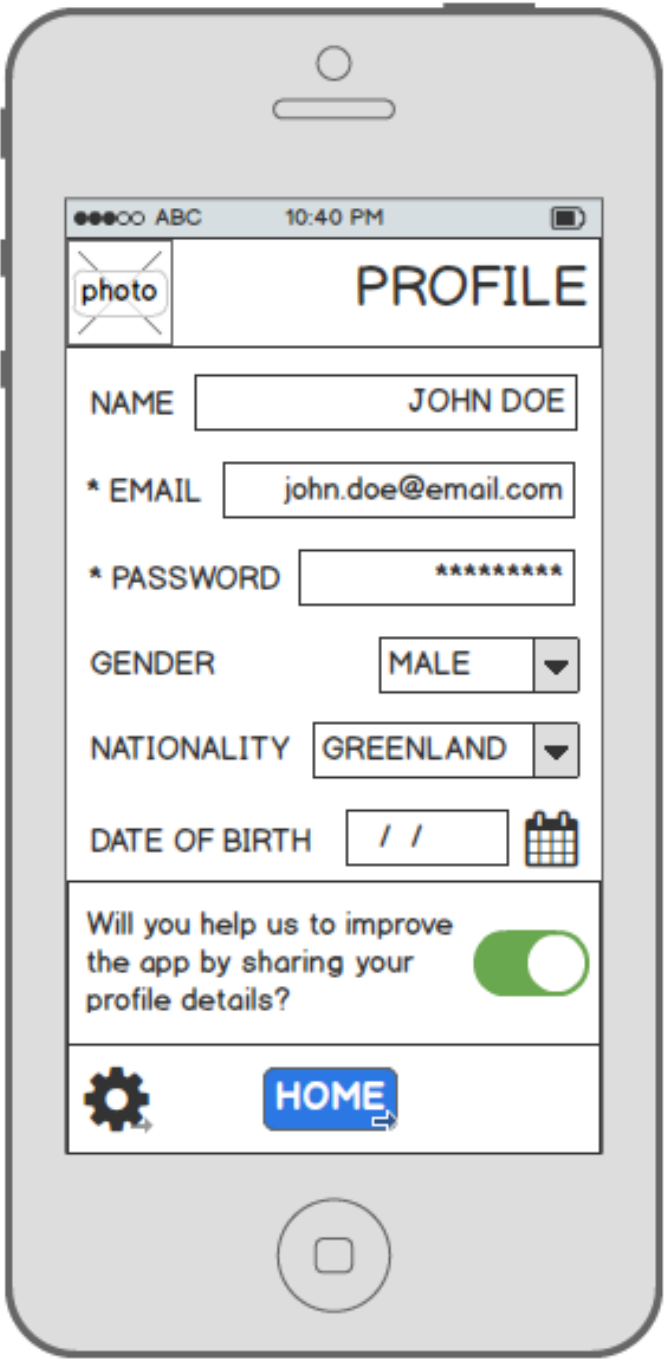 ABC 10:40 PM
photo
PROFILE
NAME JOHN DOE
* EMAIL john.doe@email.com
* PASSWORD *********
GENDER MALE
NATIONALITY GREENLAND
DATE OF BIRTH / /
Will you help us to improve
the app by sharing your
profile details?
HOME